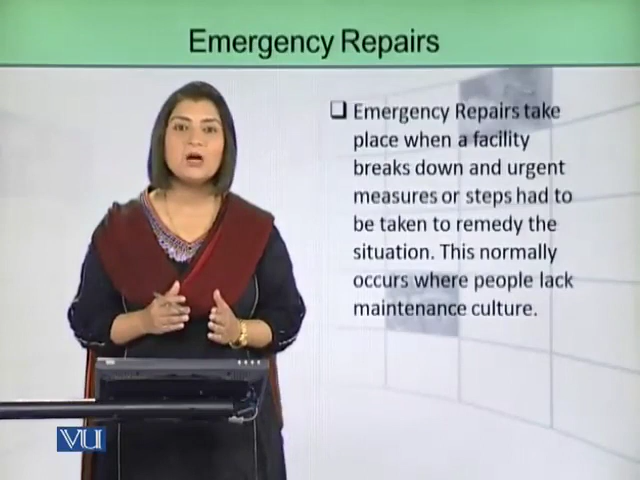 Emergency Repairs
❑ Emergency Repairs take
place when a facility
breaks down and urgent
measures or steps had to
be taken to remedy the
situation. This normally
occurs where people lack
maintenance culture.
VU